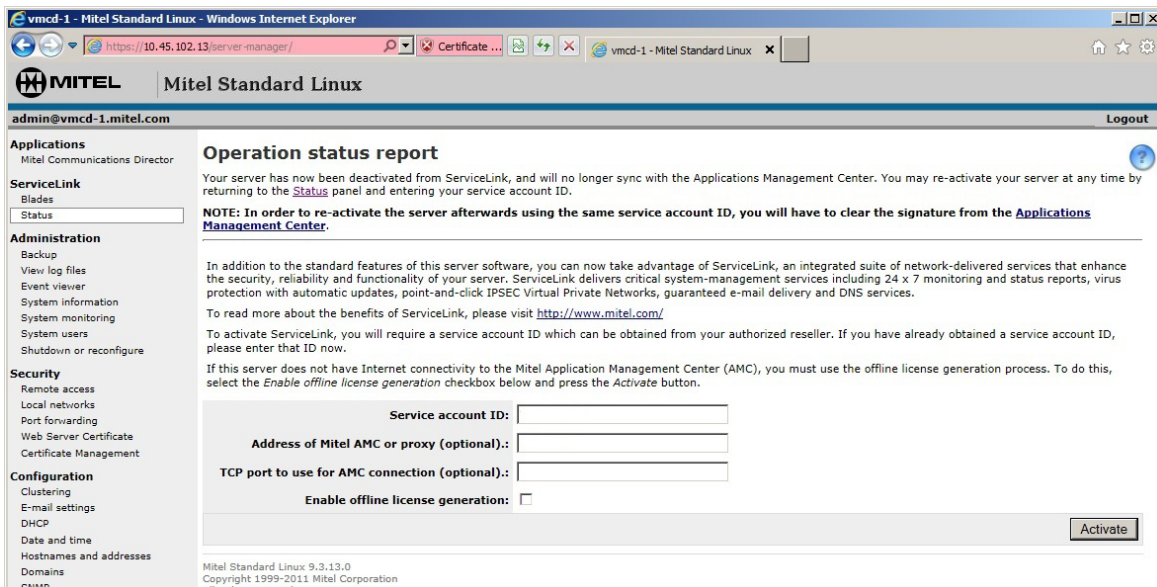 vmcd-1 - Mitel Standard Linux - Windows Internet Explorer
https://10.45.102.13/server-manager/
Certificate ...
vmcd-1 - Mitel Standard Linux
MITEL
Mitel Standard Linux
admin@vmcd-1.mitel.com
Logout
Applications
Mitel Communications Director
ServiceLink
Blades
Status
Administration
Backup
View log files
Event viewer
System information
System monitoring
System users
Shutdown or reconfigure
Security
Remote access
Local networks
Port forwarding
Web Server Certificate
Certificate Management
Configuration
Clustering
E-mail settings
DHCP
Date and time
Hostnames and addresses
Domains
SNMP
Operation status report
?
Your server has now been deactivated from ServiceLink, and will no longer sync with the Applications Management Center. You may re-activate your server at any time by
returning to the Status panel and entering your service account ID.
NOTE: In order to re-activate the server afterwards using the same service account ID, you will have to clear the signature from the Applications
Management Center.
In addition to the standard features of this server software, you can now take advantage of ServiceLink, an integrated suite of network-delivered services that enhance
the security, reliability and functionality of your server. ServiceLink delivers critical system-management services including 24 x 7 monitoring and status reports, virus
protection with automatic updates, point-and-click IPSEC Virtual Private Networks, guaranteed e-mail delivery and DNS services.
To read more about the benefits of ServiceLink, please visit http://www.mitel.com/
To activate ServiceLink, you will require a service account ID which can be obtained from your authorized reseller. If you have already obtained a service account ID,
please enter that ID now.
If this server does not have Internet connectivity to the Mitel Application Management Center (AMC), you must use the offline license generation process. To do this,
select the Enable offline license generation checkbox below and press the Activate button.
Service account ID:
Address of Mitel AMC or proxy (optional).:
TCP port to use for AMC connection (optional).:
Enable offline license generation:
Activate
Mitel Standard Linux 9.3.13.0
Copyright 1999-2011 Mitel Corporation